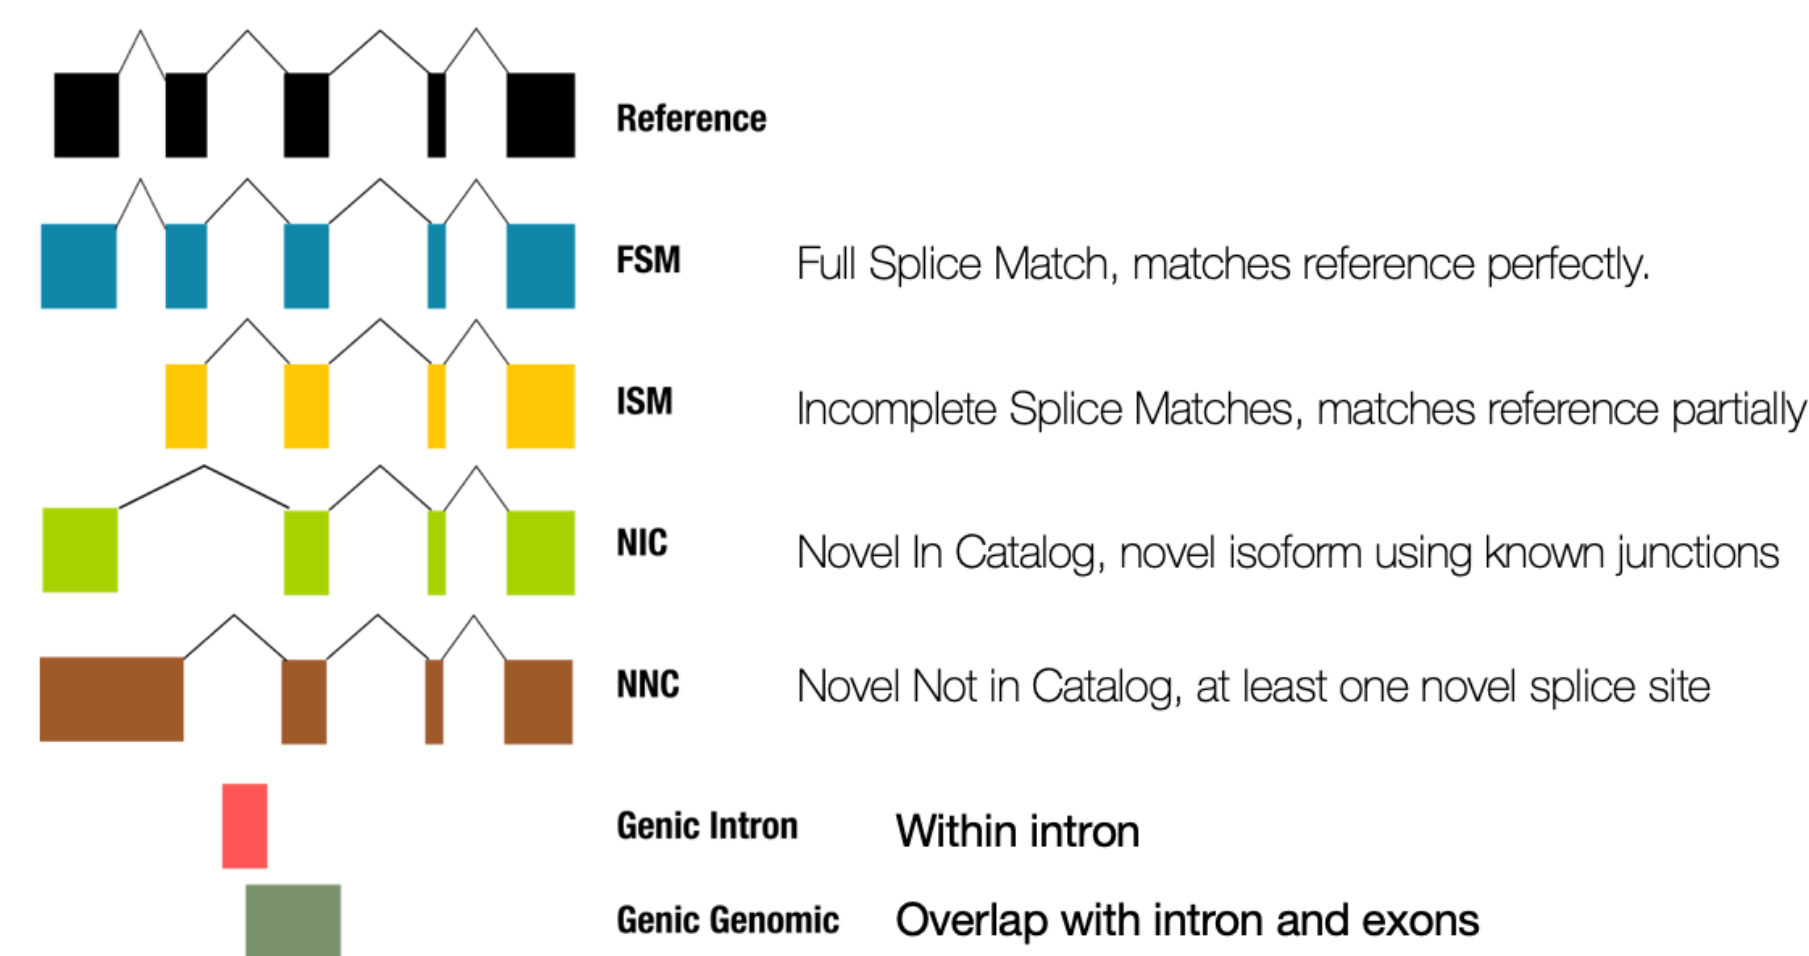 Reference
FSM Full Splice Match, matches reference perfectly.
ISM Incomplete Splice Matches, matches reference partially
NIC Novel In Catalog, novel isoform using known junctions
NNC Novel Not in Catalog, at least one novel splice site
Genic Intron Within intron
Genic Genomic Overlap with intron and exons